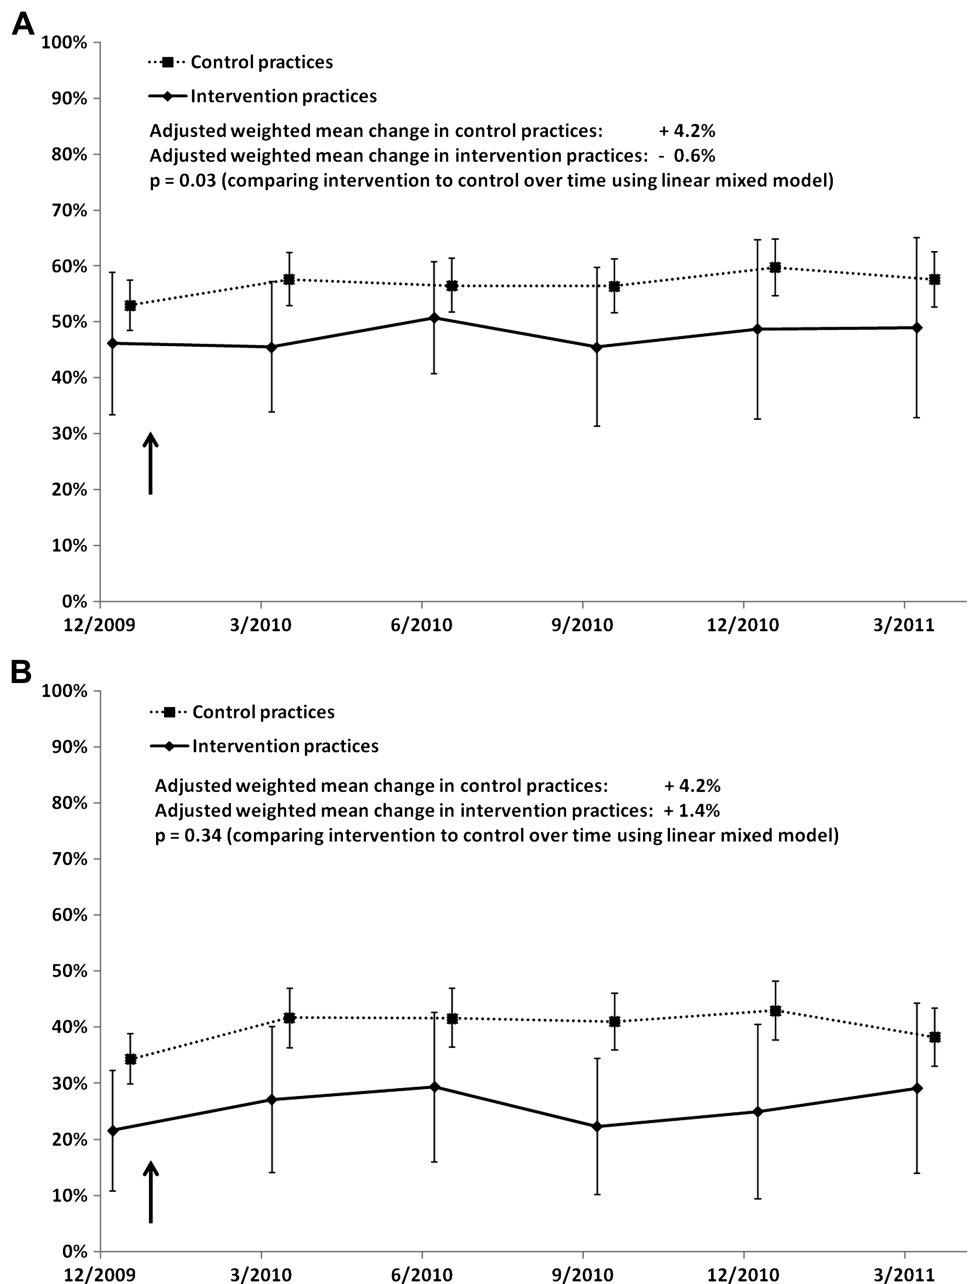 A
100%
Control practices
90%
Intervention practices
Adjusted weighted mean change in control practices: + 4.2%
80%
Adjusted weighted mean change in intervention practices: - 0.6%
p = 0.03 (comparing intervention to control over time using linear mixed model)
70%
60%
50%
40%
30%
20%
10%
0%
12/2009 3/2010 6/2010 9/2010 12/2010 3/2011
B
100%
Control practices
90%
Intervention practices
Adjusted weighted mean change in control practices: + 4.2%
80%
Adjusted weighted mean change in intervention practices: + 1.4%
p = 0.34 (comparing intervention to control over time using linear mixed model)
70%
60%
50%
40%
30%
20%
10%
0%
12/2009 3/2010 6/2010 9/2010 12/2010 3/2011